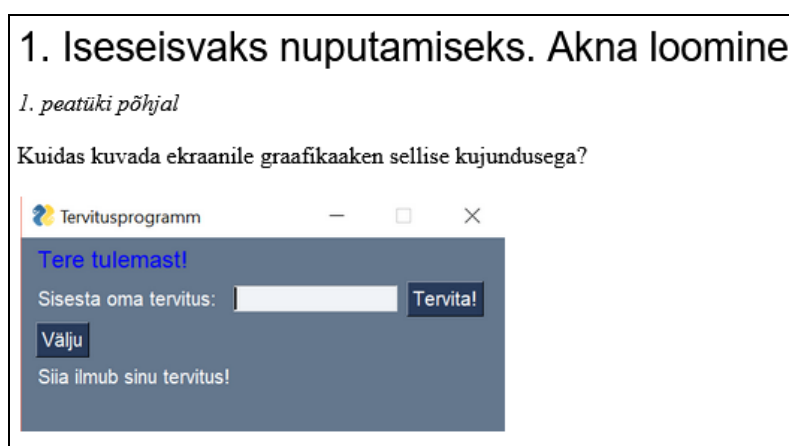 1. Iseseisvaks nuputamiseks. Akna loomine
1. peatüki põhjal
Kuidas kuvada ekraanile graafikaaken sellise kujundusega?
Tervitusprogramm
Tere tulemast!
Sisesta oma tervitus: Tervita!
Välju
Siia ilmub sinu tervitus!